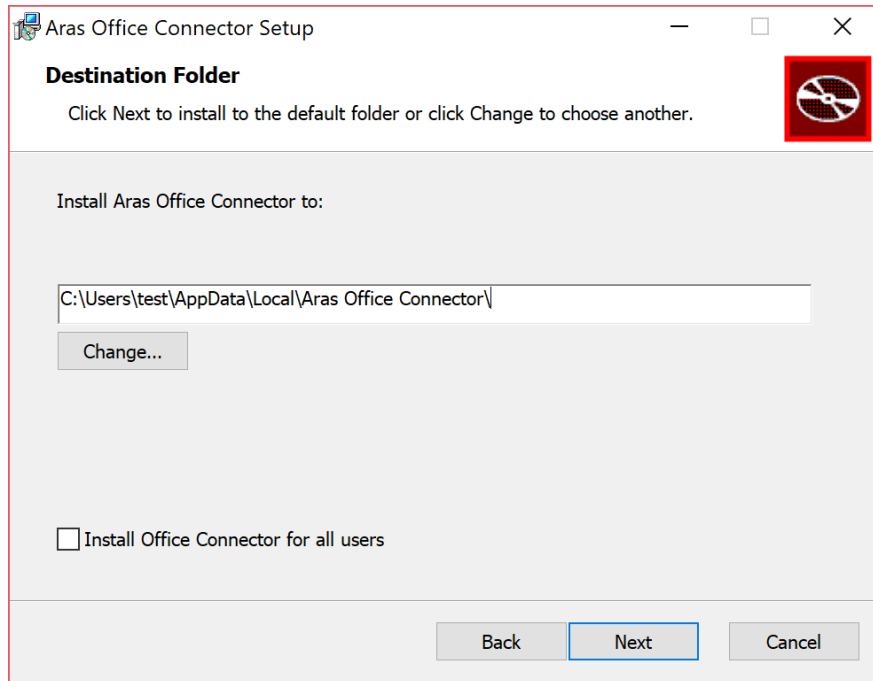 Aras Office Connector Setup
Destination Folder
Click Next to install to the default folder or click Change to choose another.
Install Aras Office Connector to:
C:\Users\test\AppData\Local\Aras Office Connector\
Change...
Install Office Connector for all users
Back Next Cancel